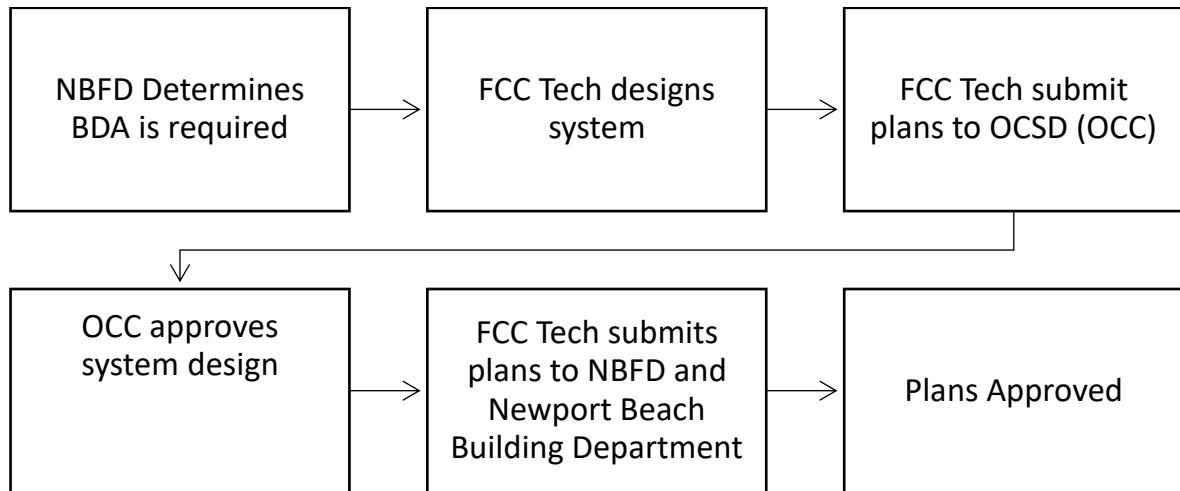 NBFD Determines
BDA is required
FCC Tech designs
system
FCC Tech submit
plans to OCSD (OCC)
OCC approves
system design
FCC Tech submits
plans to NBFD and
Newport Beach
Building Department
Plans Approved